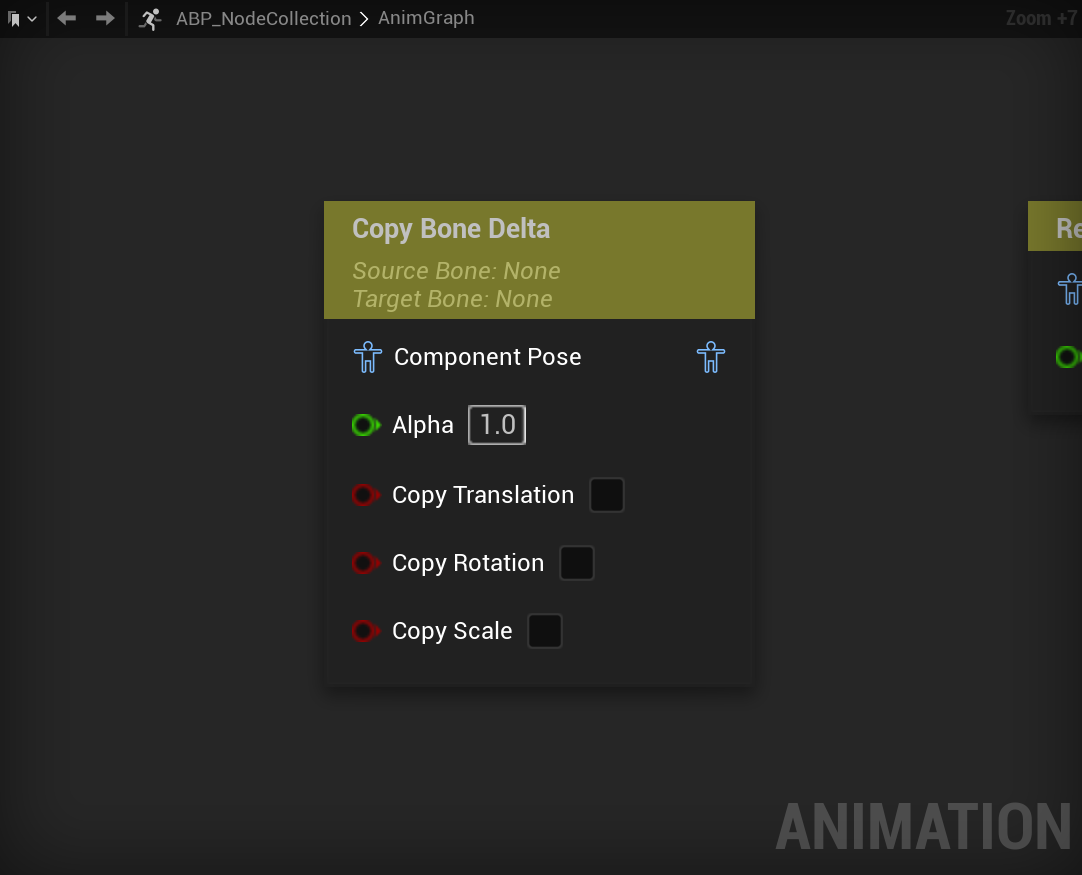 ABP_NodeCollection > AnimGraph
Zoom +7
Copy Bone Delta
Source Bone: None
Target Bone: None
Re
Component Pose
Alpha 1.0
Copy Translation
Copy Rotation
Copy Scale
ANIMATION